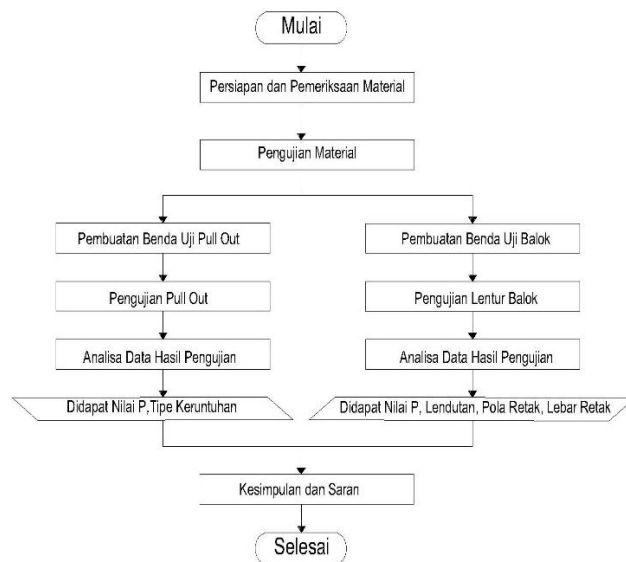 Mulai
Persiapan dan Pemeriksaan Material
Pengujian Material
Pembuatan Benda Uji Pull Out
Pengujian Pull Out
Analisa Data Hasil Pengujian
Didapat Nilai P,Tipe Keruntuhan
Pembuatan Benda Uji Balok
Pengujian Lentur Balok
Analisa Data Hasil Pengujian
Didapat Nilai P, Lendutan, Pola Retak, Lebar Retak
Kesimpulan dan Saran
Selesai